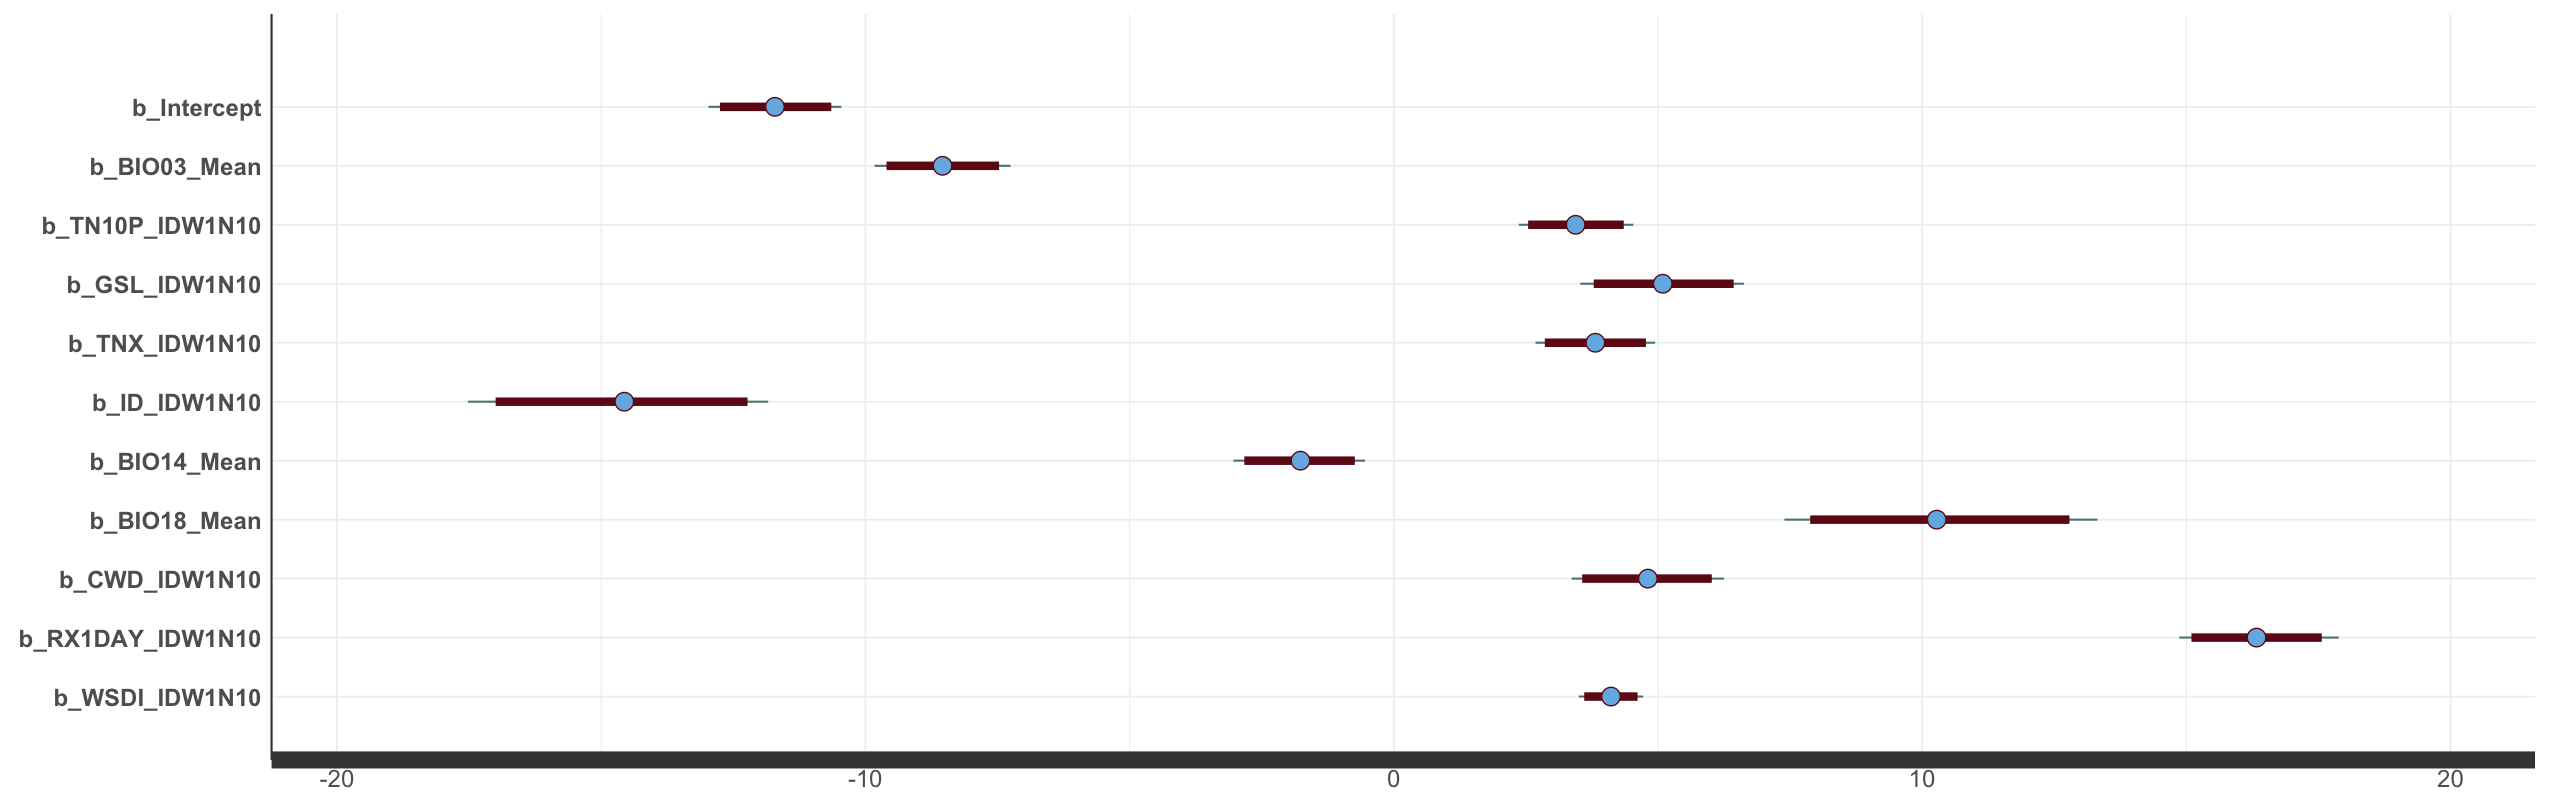 b_Intercept
b_BIO03_Mean
b_TN10P_IDW1N10
b_GSL_IDW1N10
b_TNX_IDW1N10
b_ID_IDW1N10
b_BIO14_Mean
b_BIO18_Mean
b_CWD_IDW1N10
b_RX1DAY_IDW1N10
b_WSDI_IDW1N10
-20 -10 0 10 20